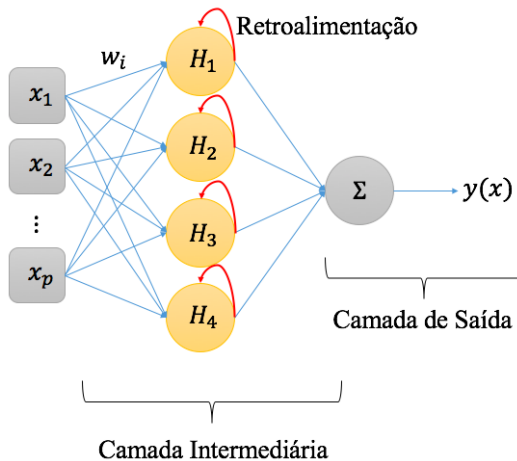 Retroalimentação
w_i
H_1
x_1
H_2
x_2
Σ
y(x)
⋮
H_3
x_p
H_4
Camada de Saída
Camada Intermediária